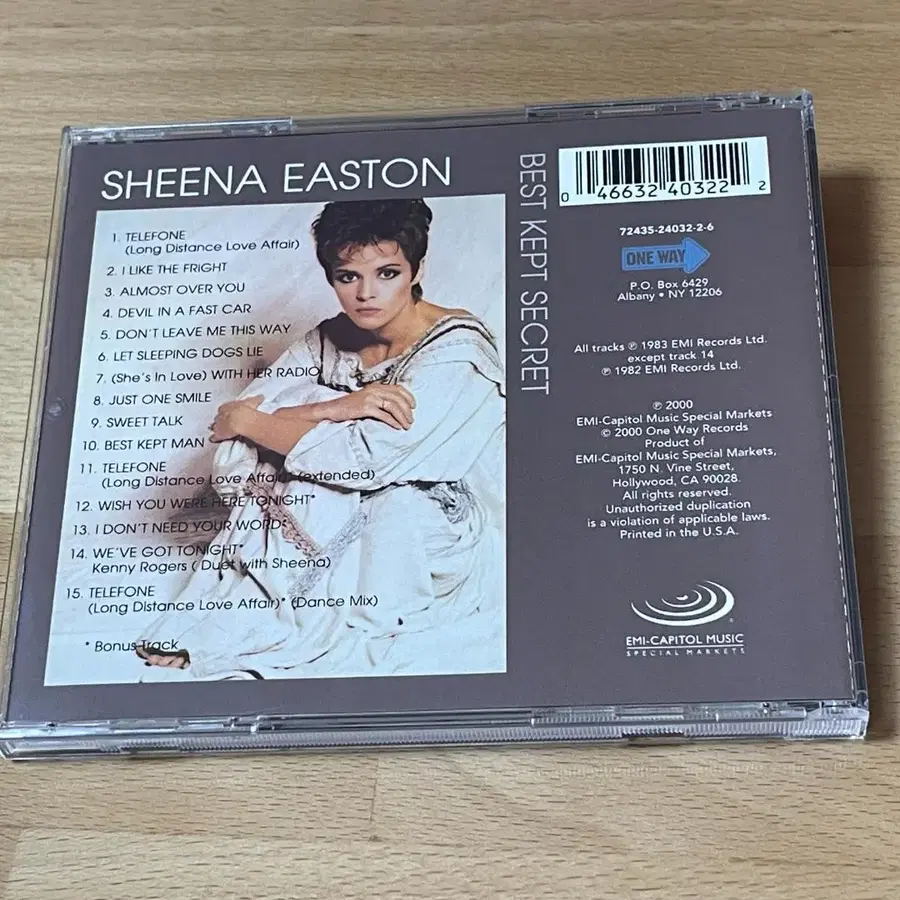 SHEENA EASTON
1. TELEFONE
(Long Distance Love Affair)
2. I LIKE THE FRIGHT
3. ALMOST OVER YOU
4. DEVIL IN A FAST CAR
5. DON'T LEAVE ME THIS WAY
6. LET SLEEPING DOGS LIE
7. (She's In Love) WITH HER RADIO
8. JUST ONE SMILE
9. SWEET TALK
10. BEST KEPT MAN
11. TELEFONE
(Long Distance Love Affair)* (extended)
12. WISH YOU WERE HERE TONIGHT*
13. I DON'T NEED YOUR WORD*
14. WE'VE GOT TONIGHT*
Kenny Rogers ( Duet with Sheena)
15. TELEFONE
(Long Distance Love Affair)* (Dance Mix)
* Bonus Track
BEST KEPT SECRET
0 46632 40322 2
72435-24032-2-6
ONE WAY
P.O. Box 6429
Albany • NY 12206
All tracks ℗ 1983 EMI Records Ltd.
except track 14
℗ 1982 EMI Records Ltd.
℗ 2000
EMI-Capitol Music Special Markets
© 2000 One Way Records
Product of
EMI-Capitol Music Special Markets,
1750 N. Vine Street,
Hollywood, CA 90028.
All rights reserved.
Unauthorized duplication
is a violation of applicable laws.
Printed in the U.S.A.
EMI-CAPITOL MUSIC
SPECIAL MARKETS